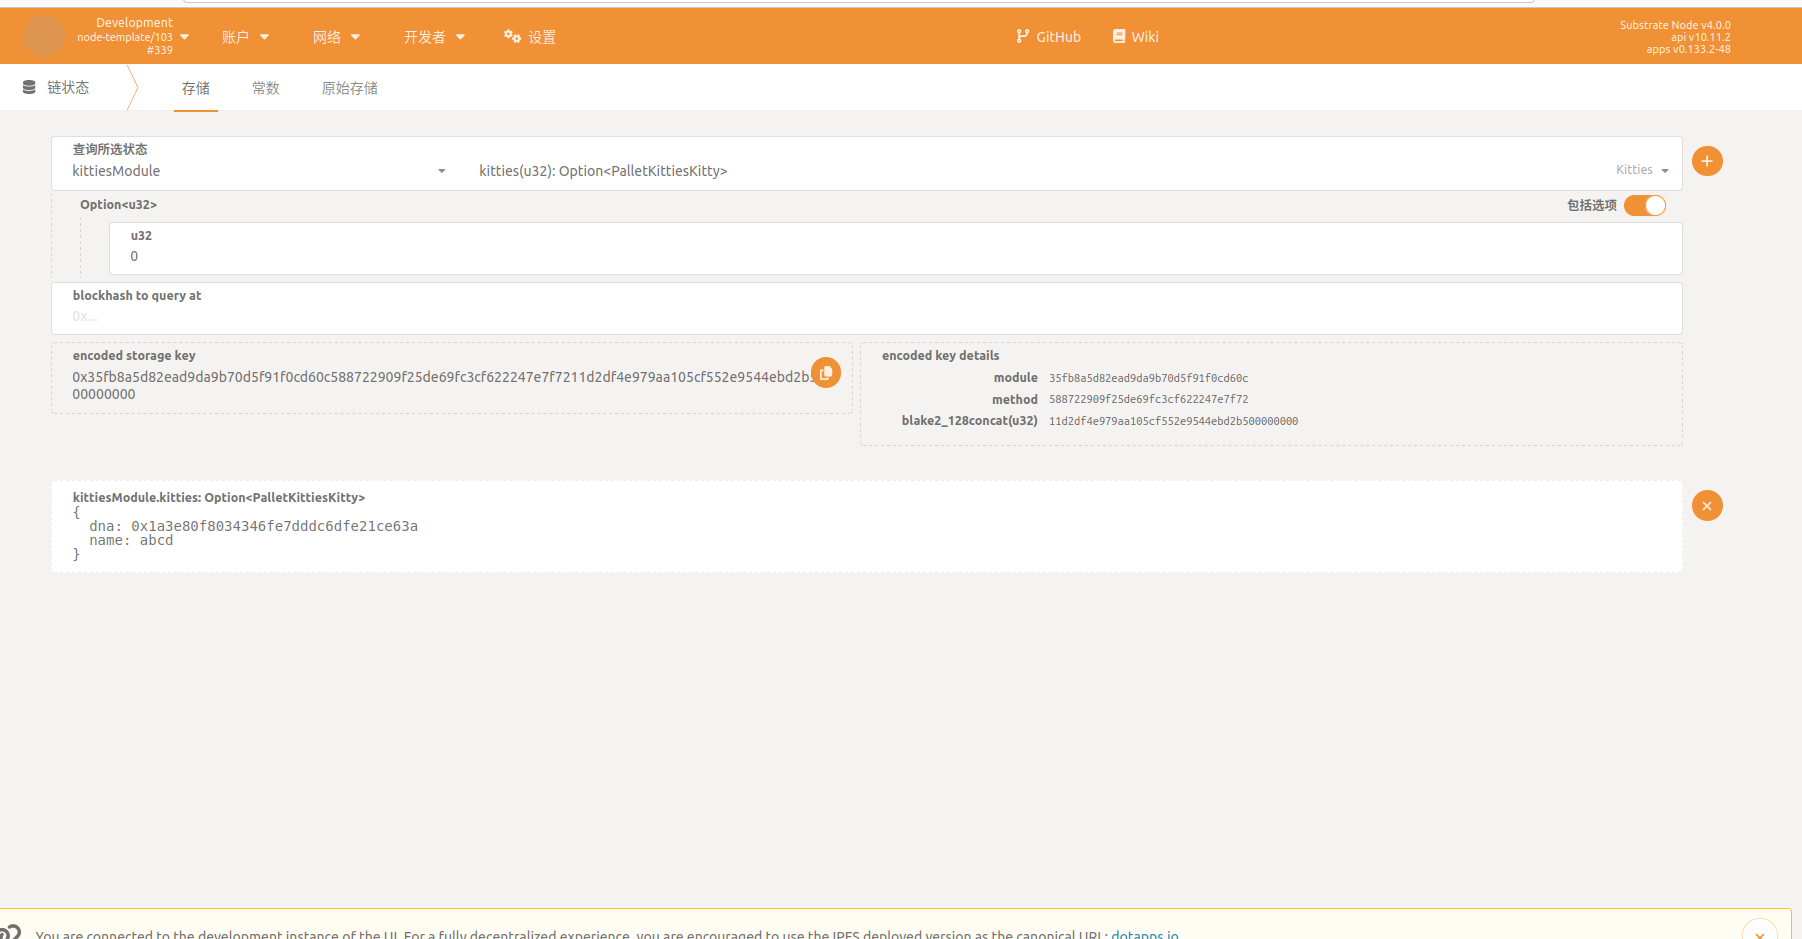 Development
node-template/103
#339
账户
网络
开发者
设置
GitHub
Wiki
Substrate Node v4.0.0
api v10.11.2
apps v0.133.2-48
链状态
存储
常数
原始存储
查询所选状态
kittiesModule
kitties(u32): Option<PalletKittiesKitty>
Kitties
Option<u32>
包括选项
u32
0
blockhash to query at
0x...
encoded storage key
0x35fb8a5d82ead9da9b70d5f91f0cd60c588722909f25de69fc3cf622247e7f7211d2df4e979aa105cf552e9544ebd2b
00000000
encoded key details
module 35fb8a5d82ead9da9b70d5f91f0cd60c
method 588722909f25de69fc3cf622247e7f72
blake2_128concat(u32) 11d2df4e979aa105cf552e9544ebd2b500000000
kittiesModule.kitties: Option<PalletKittiesKitty>
{
dna: 0x1a3e80f8034346fe7dddc6dfe21ce63a
name: abcd
}
You are connected to the development instance of the UI. For a fully decentralized experience, you are encouraged to use the IPFS deployed version as the canonical URL: dotapps.io